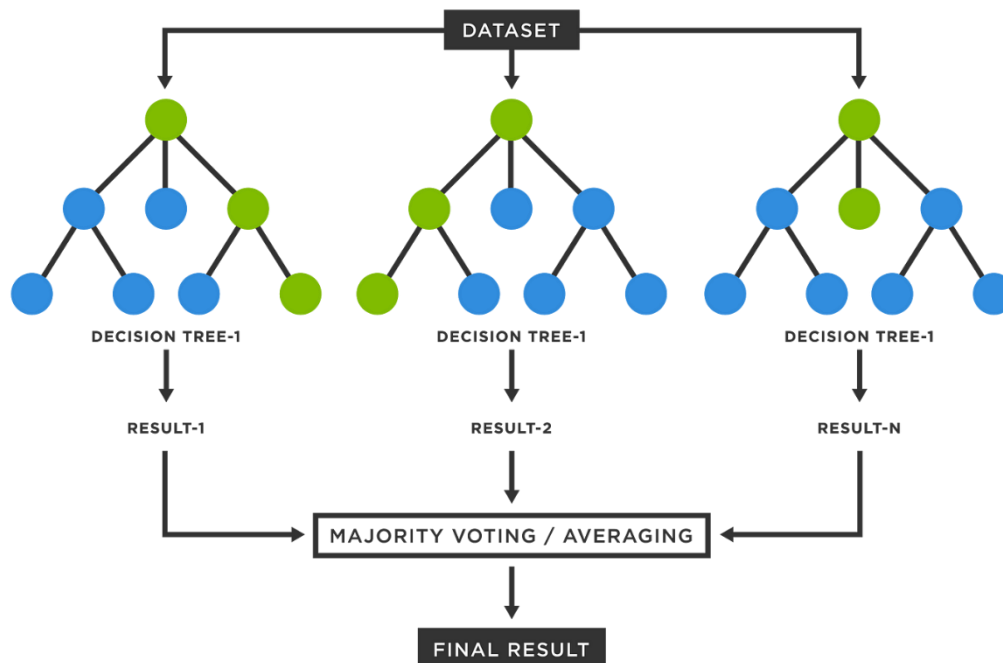 DATASET
DECISION TREE-1
DECISION TREE-1
DECISION TREE-1
RESULT-1
RESULT-2
RESULT-N
MAJORITY VOTING / AVERAGING
FINAL RESULT